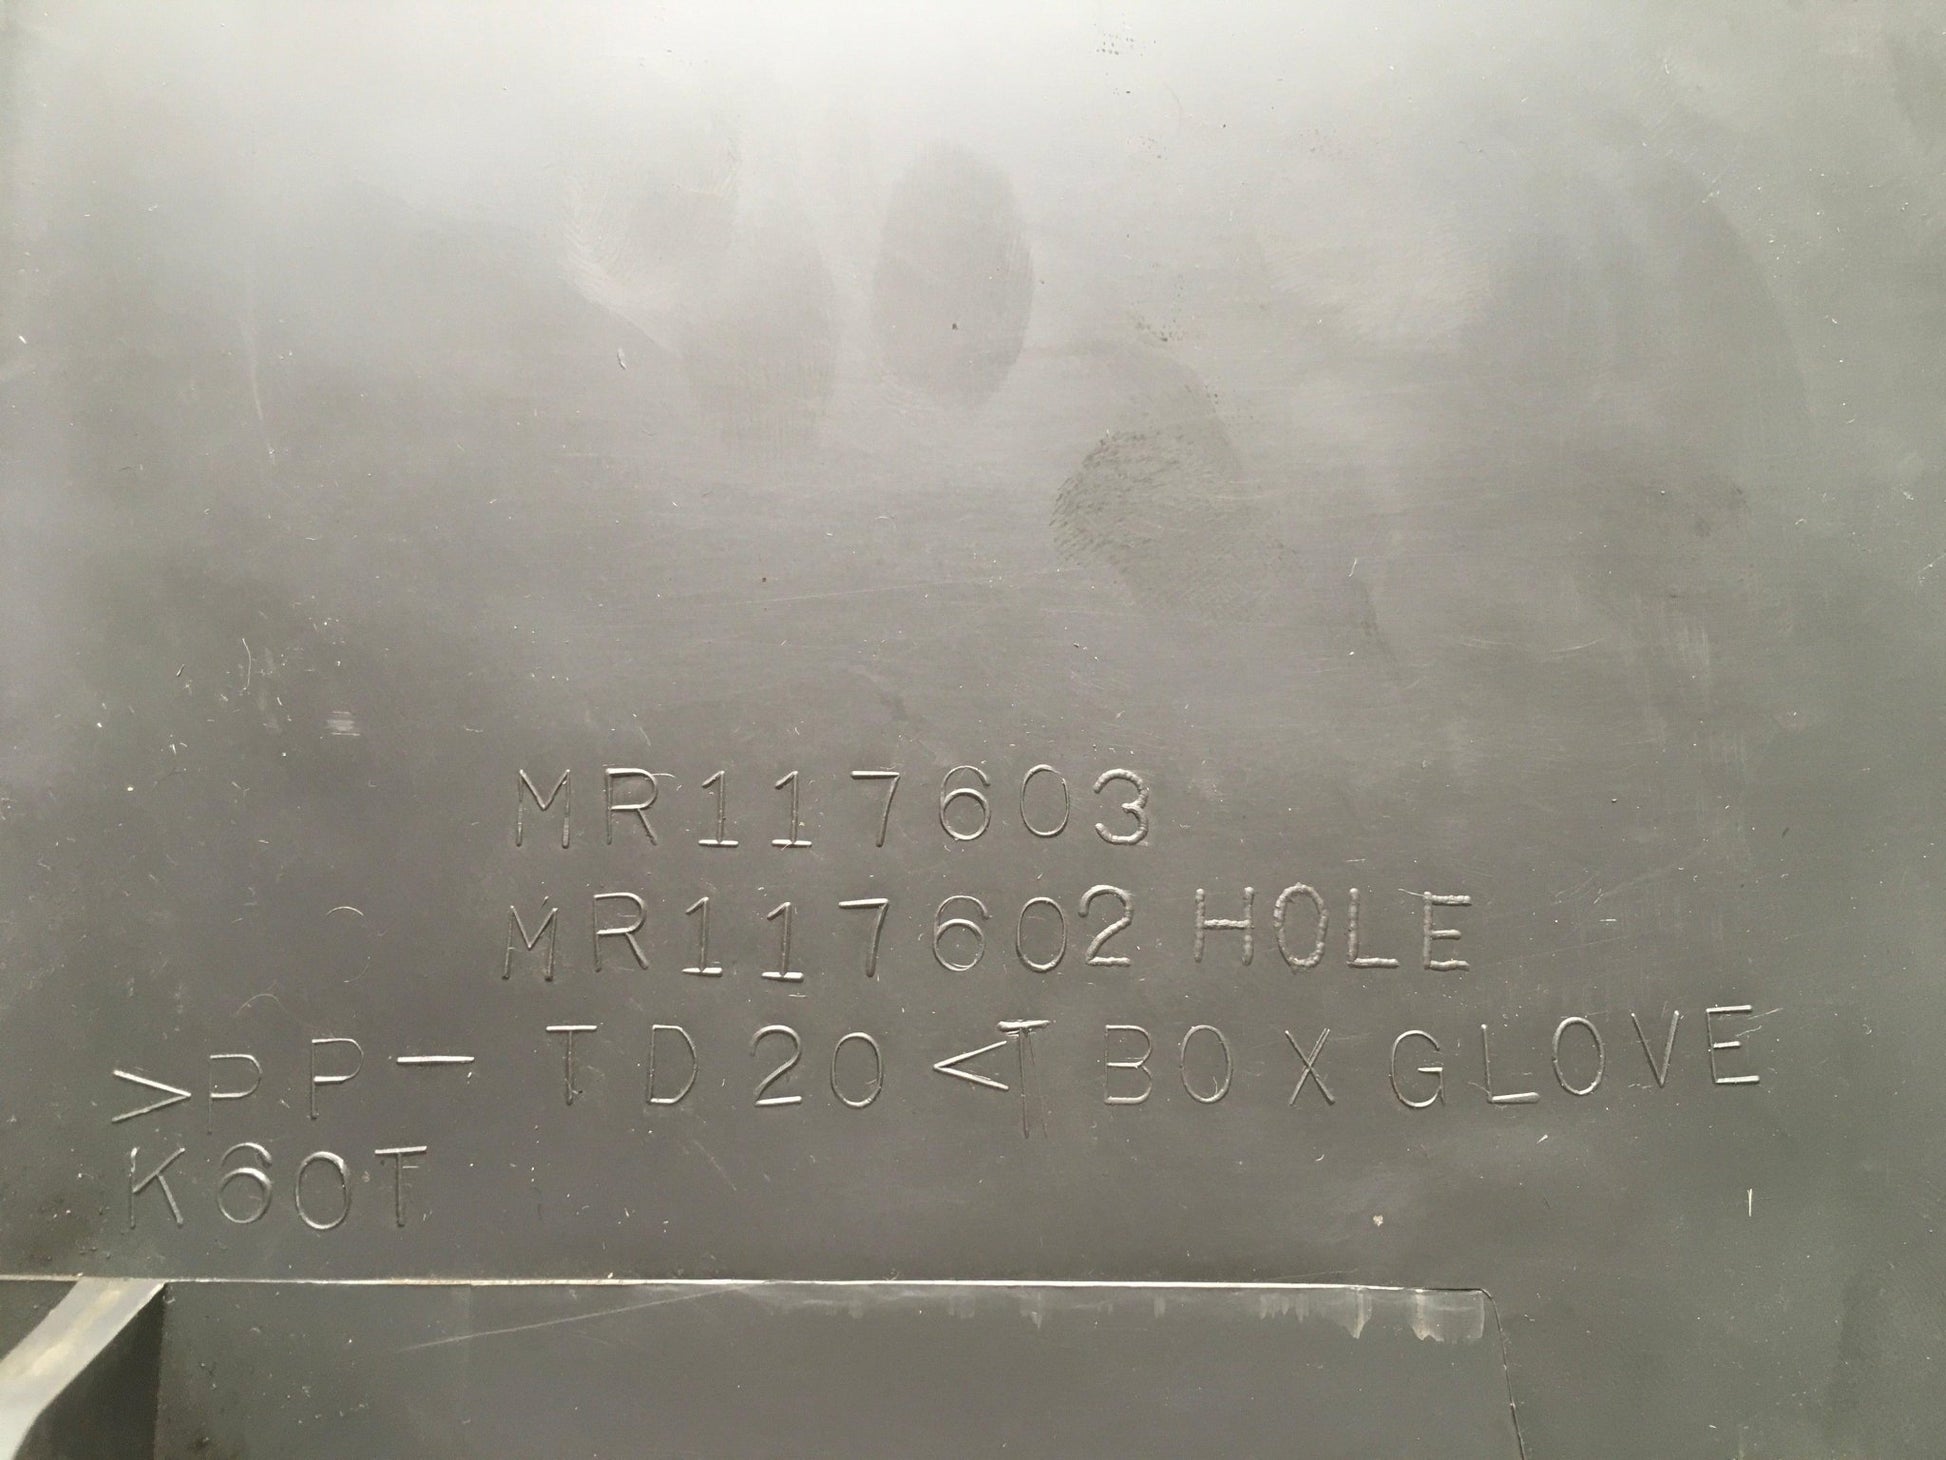 MR117603
MR117602 HOLE
>PP-TD20<T BOX GLOVE
K60T